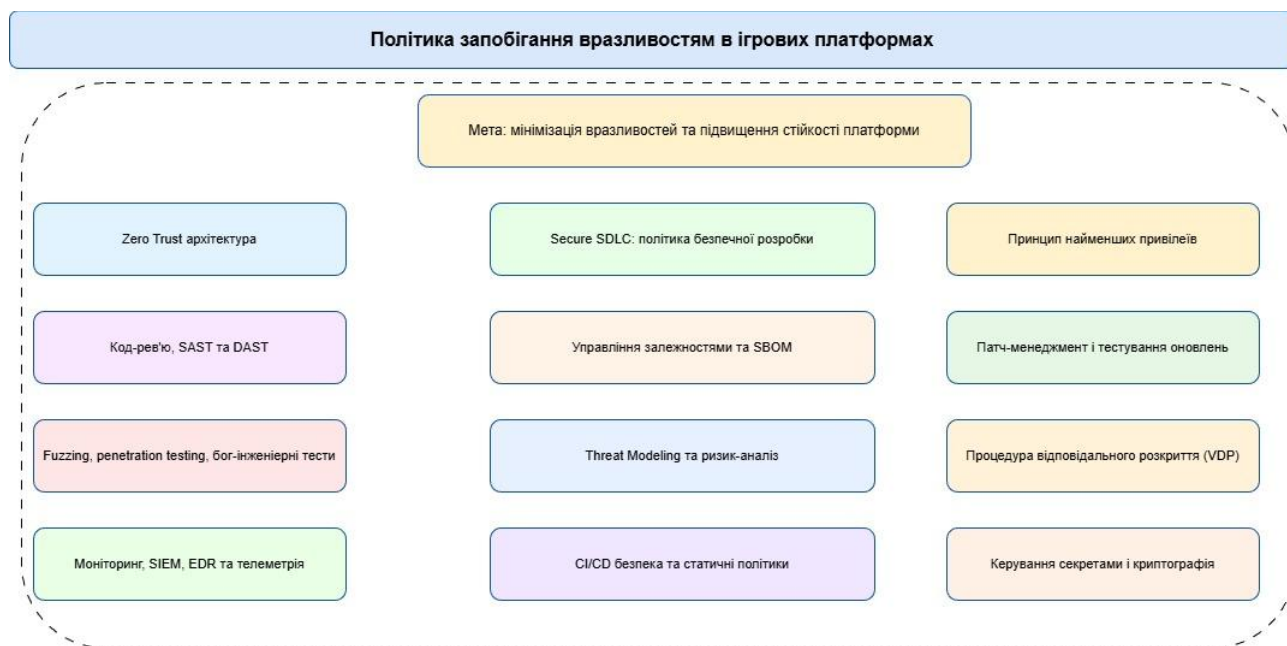 Політика запобігання вразливостям в ігрових платформах
Мета: мінімізація вразливостей та підвищення стійкості платформи
Zero Trust архітектура
Secure SDLC: політика безпечної розробки
Принцип найменших привілеїв
Код-рев'ю, SAST та DAST
Управління залежностями та SBOM
Патч-менеджмент і тестування оновлень
Fuzzing, penetration testing, бог-інженіерні тести
Threat Modeling та ризик-аналіз
Процедура відповідального розкриття (VDP)
Моніторинг, SIEM, EDR та телеметрія
CI/CD безпека та статичні політики
Керування секретами і криптографія